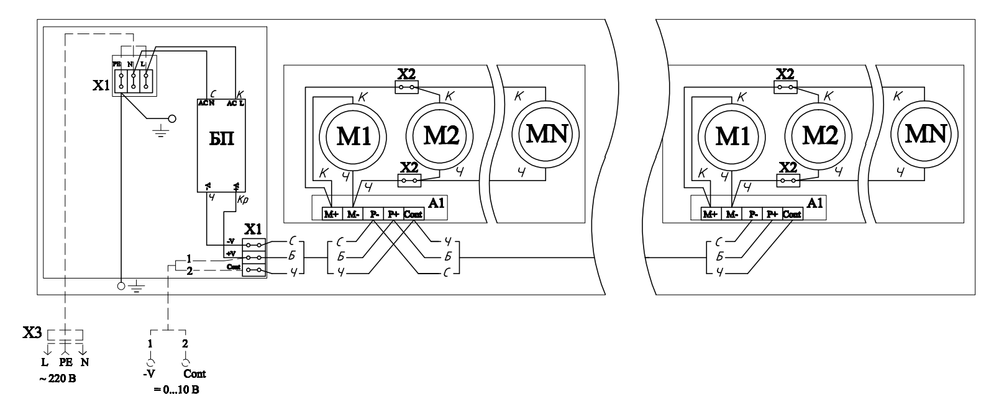 PE N L
X1
С К
AC N AC L
БП
-V +V
Ч Кр
X1
-V
+V
Cont
1
2
С
Б
Ч
X2
К К К
M1 M2 MN
К Ч X2 Ч Ч
Ч
A1
M+ M- P- P+ Cont
С Ч
Б Б
Ч С
X2
К К К
M1 M2 MN
К Ч X2 Ч Ч
Ч
A1
M+ M- P- P+ Cont
С
Б
Ч
X3
L PE N
~ 220 В
1 2
-V Cont
= 0...10 В